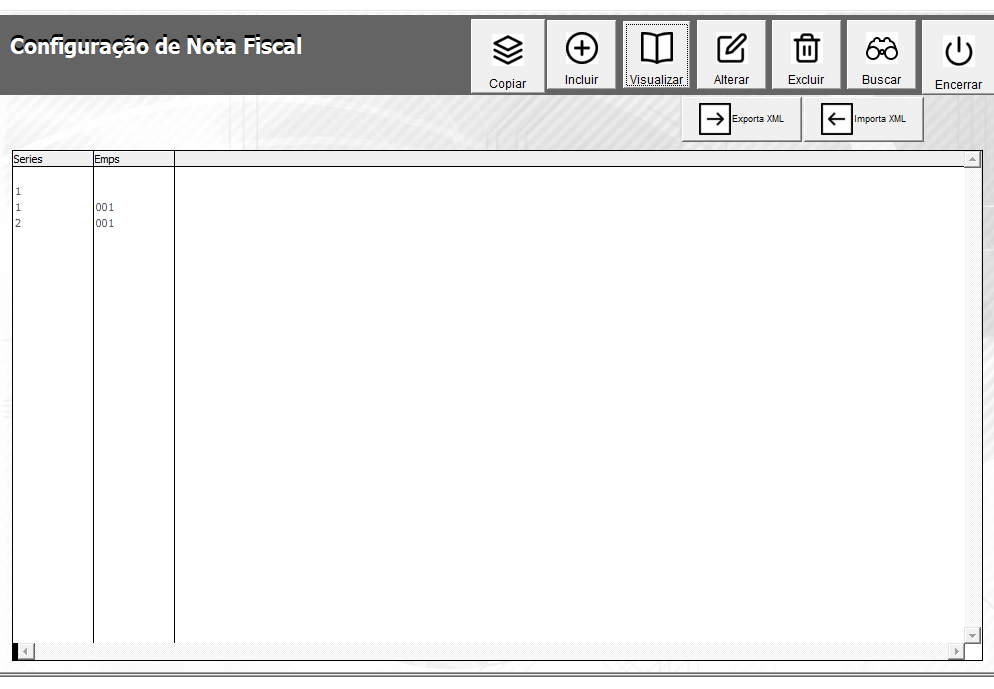 Configuração de Nota Fiscal
Copiar
Incluir
Visualizar
Alterar
Excluir
Buscar
Encerrar
Exporta XML
Importa XML
Series Emps
1
1 001
2 001